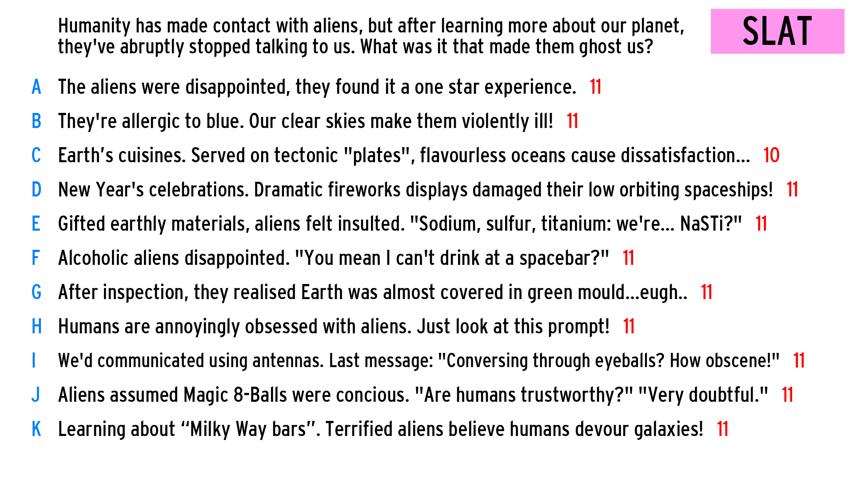 Humanity has made contact with aliens, but after learning more about our planet,
they've abruptly stopped talking to us. What was it that made them ghost us?
SLAT
A The aliens were disappointed, they found it a one star experience. 11
B They're allergic to blue. Our clear skies make them violently ill! 11
C Earth's cuisines. Served on tectonic "plates", flavourless oceans cause dissatisfaction... 10
D New Year's celebrations. Dramatic fireworks displays damaged their low orbiting spaceships! 11
E Gifted earthly materials, aliens felt insulted. "Sodium, sulfur, titanium: we're... NaSTi?" 11
F Alcoholic aliens disappointed. "You mean I can't drink at a spacebar?" 11
G After inspection, they realised Earth was almost covered in green mould...eugh.. 11
H Humans are annoyingly obsessed with aliens. Just look at this prompt! 11
I We'd communicated using antennas. Last message: "Conversing through eyeballs? How obscene!" 11
J Aliens assumed Magic 8-Balls were concious. "Are humans trustworthy?" "Very doubtful." 11
K Learning about “Milky Way bars”. Terrified aliens believe humans devour galaxies! 11